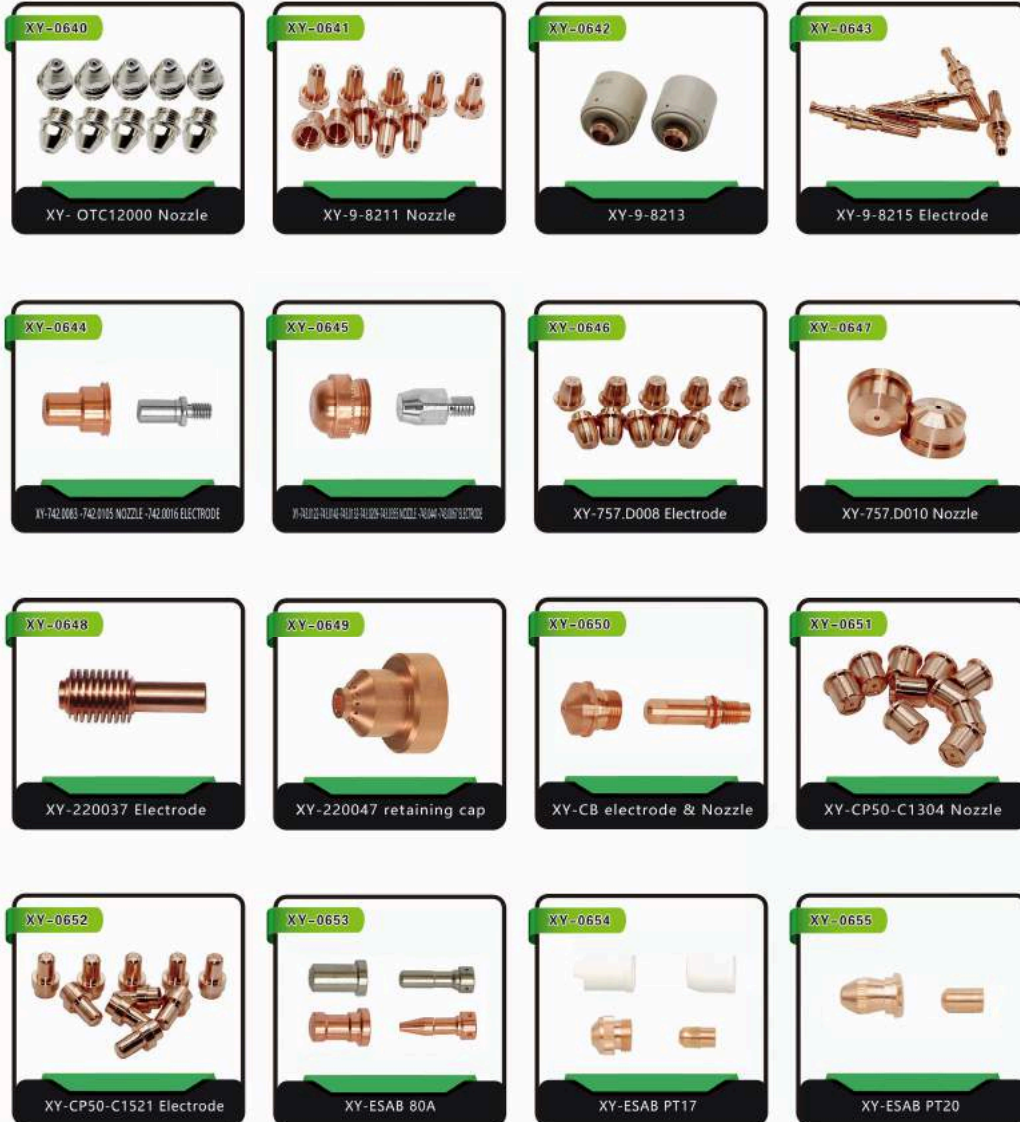 XY-0640
XY- OTC12000 Nozzle
XY-0641
XY-9-8211 Nozzle
XY-0642
XY-9-8213
XY-0643
XY-9-8215 Electrode
XY-0644
XY-742.0083 -742.0105 NOZZLE -742.0016 ELECTRODE
XY-0645
NOZZLE ELECTRODE
XY-0646
XY-757.D008 Electrode
XY-0647
XY-757.D010 Nozzle
XY-0648
XY-220037 Electrode
XY-0649
XY-220047 retaining cap
XY-0650
XY-CB electrode & Nozzle
XY-0651
XY-CP50-C1304 Nozzle
XY-0652
XY-CP50-C1521 Electrode
XY-0653
XY-ESAB 80A
XY-0654
XY-ESAB PT17
XY-0655
XY-ESAB PT20